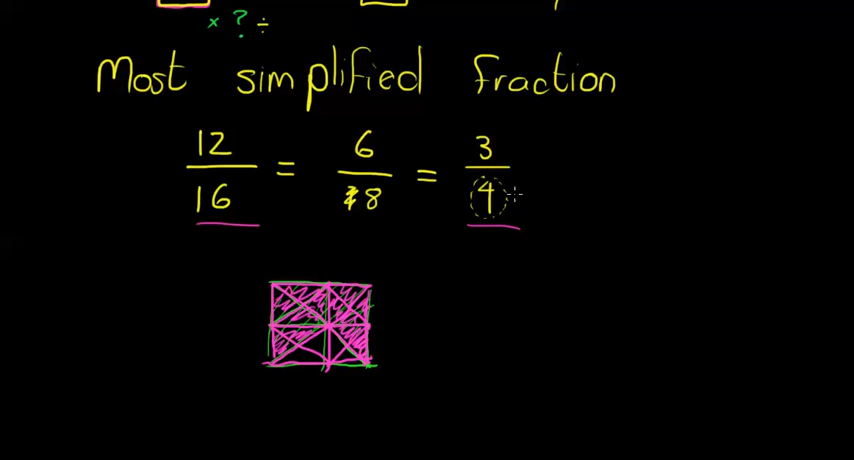 × ? ÷
Most simplified fraction
12/16 = 6/8 = 3/4